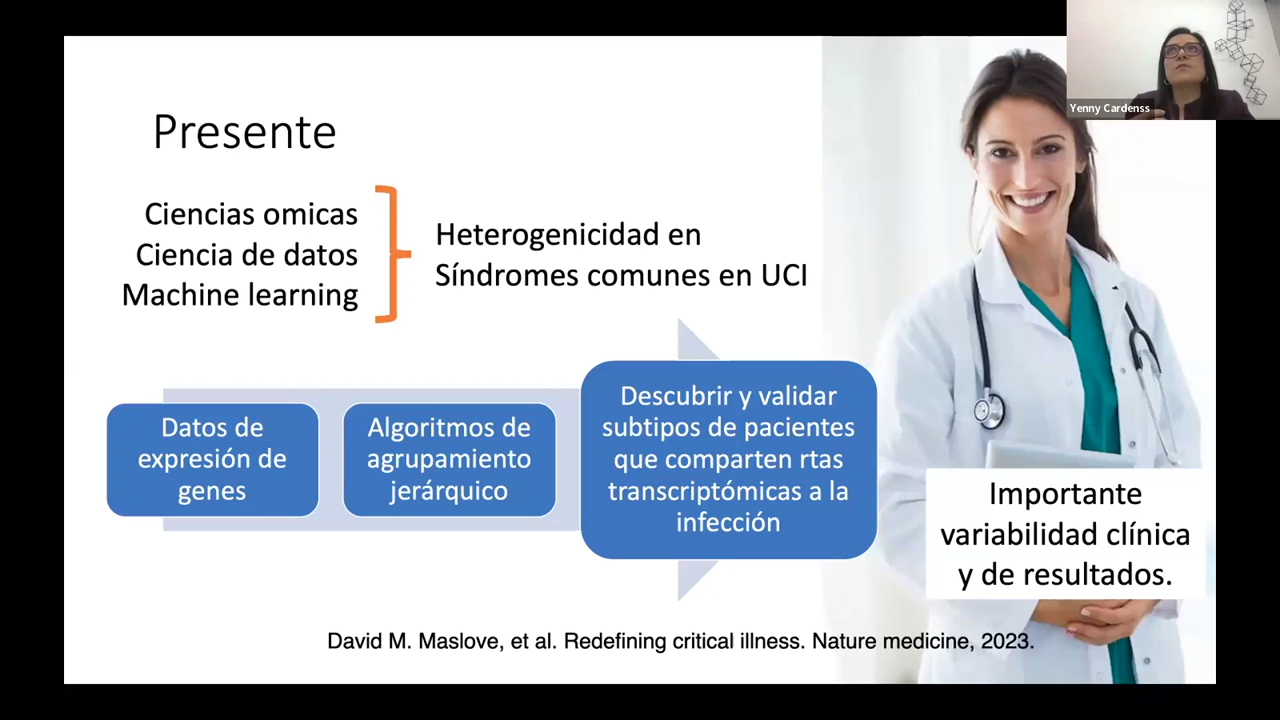 Yenny Cardenss
Presente
Ciencias omicas
Ciencia de datos
Machine learning
Heterogenicidad en
Síndromes comunes en UCI
Datos de
expresión de
genes
Algoritmos de
agrupamiento
jerárquico
Descubrir y validar
subtipos de pacientes
que comparten rtas
transcriptómicas a la
infección
Importante
variabilidad clínica
y de resultados.
David M. Maslove, et al. Redefining critical illness. Nature medicine, 2023.